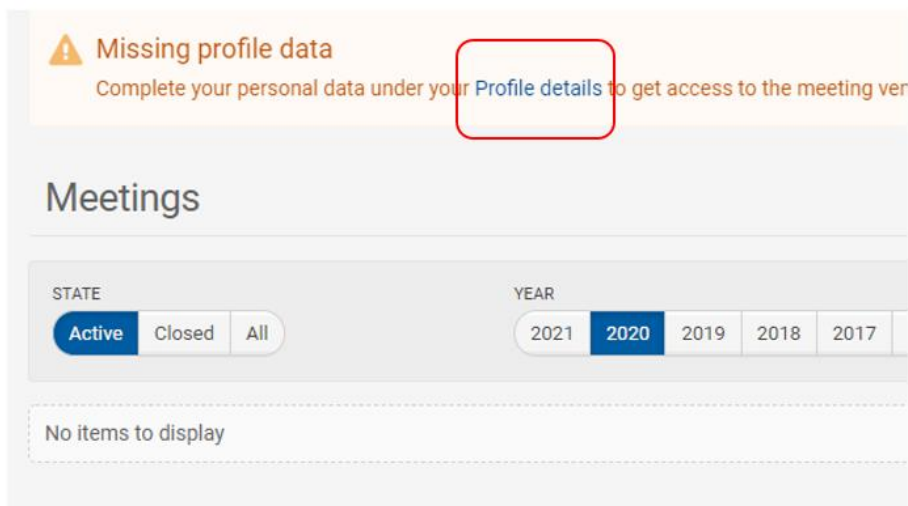 Missing profile data
Complete your personal data under your Profile details to get access to the meeting
Meetings
STATE
YEAR
Active Closed All
2021 2020 2019 2018 2017
No items to display